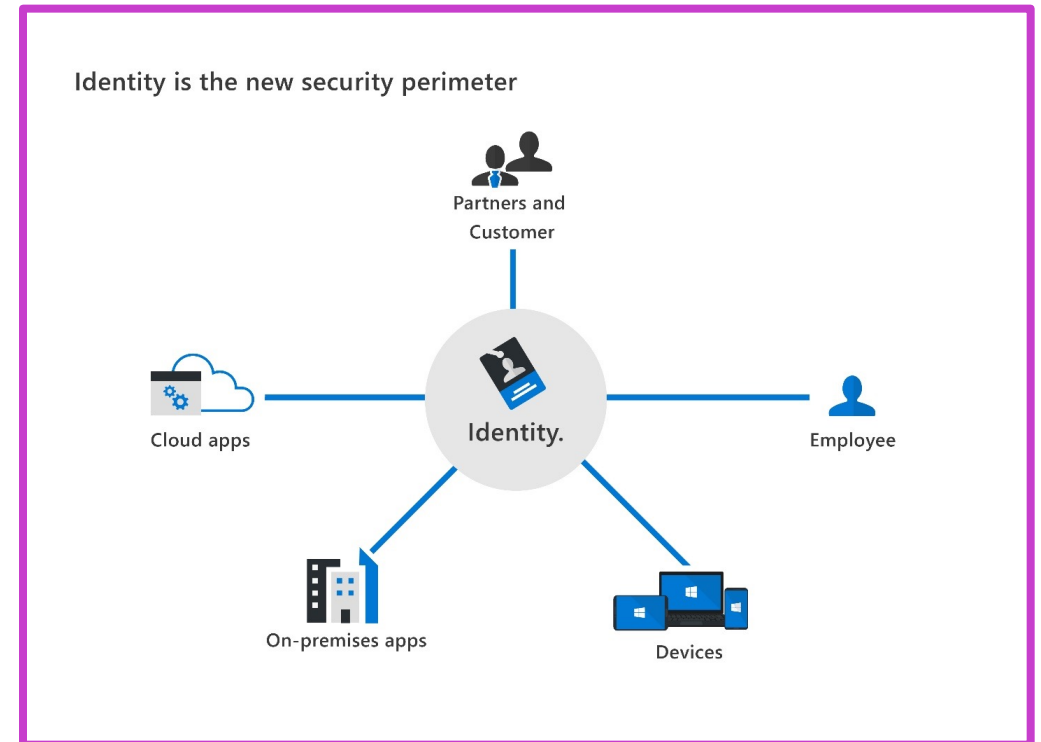 Identity is the new security perimeter
Partners and
Customer
Identity.
Cloud apps
Employee
On-premises apps
Devices